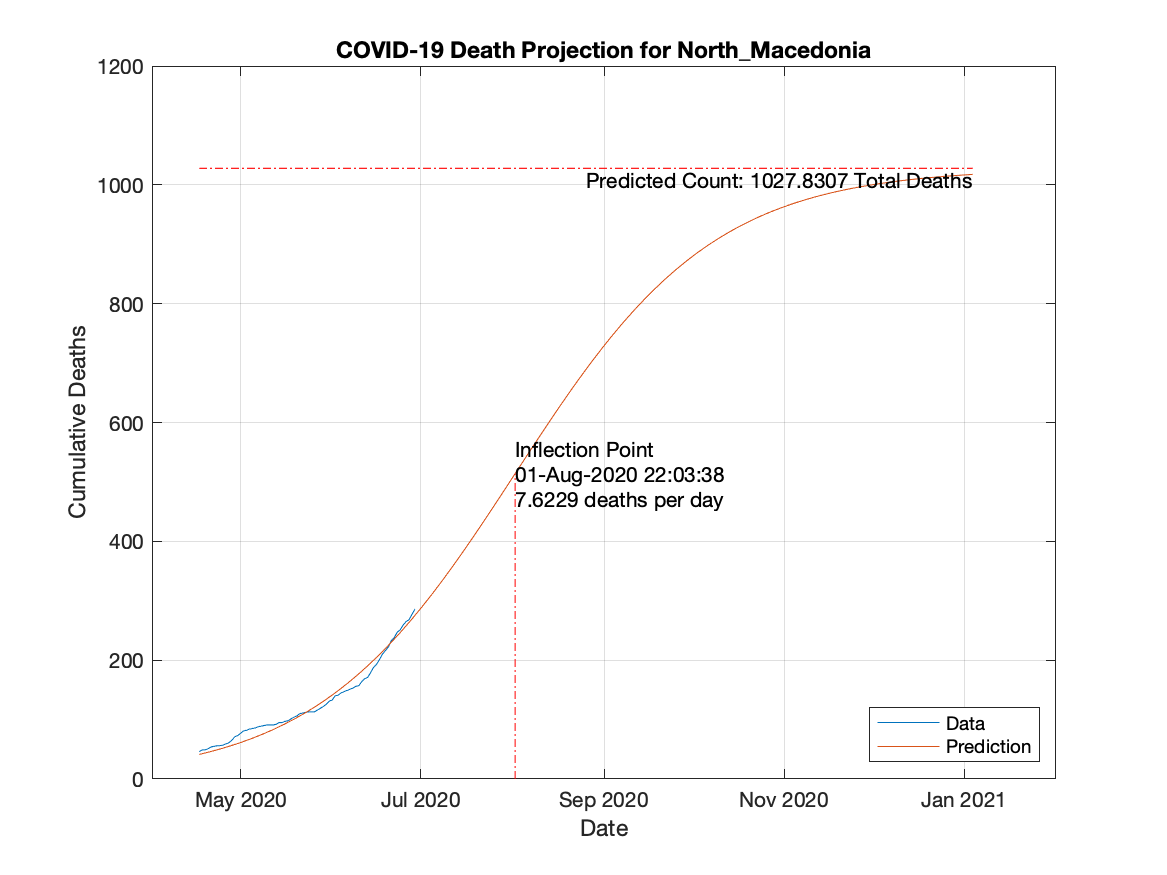 COVID-19 Death Projection for North_Macedonia
1200
1000
800
600
400
200
0
Cumulative Deaths
Predicted Count: 1027.8307 Total Deaths
Inflection Point
01-Aug-2020 22:03:38
7.6229 deaths per day
Data
Prediction
May 2020
Jul 2020
Sep 2020
Nov 2020
Jan 2021
Date